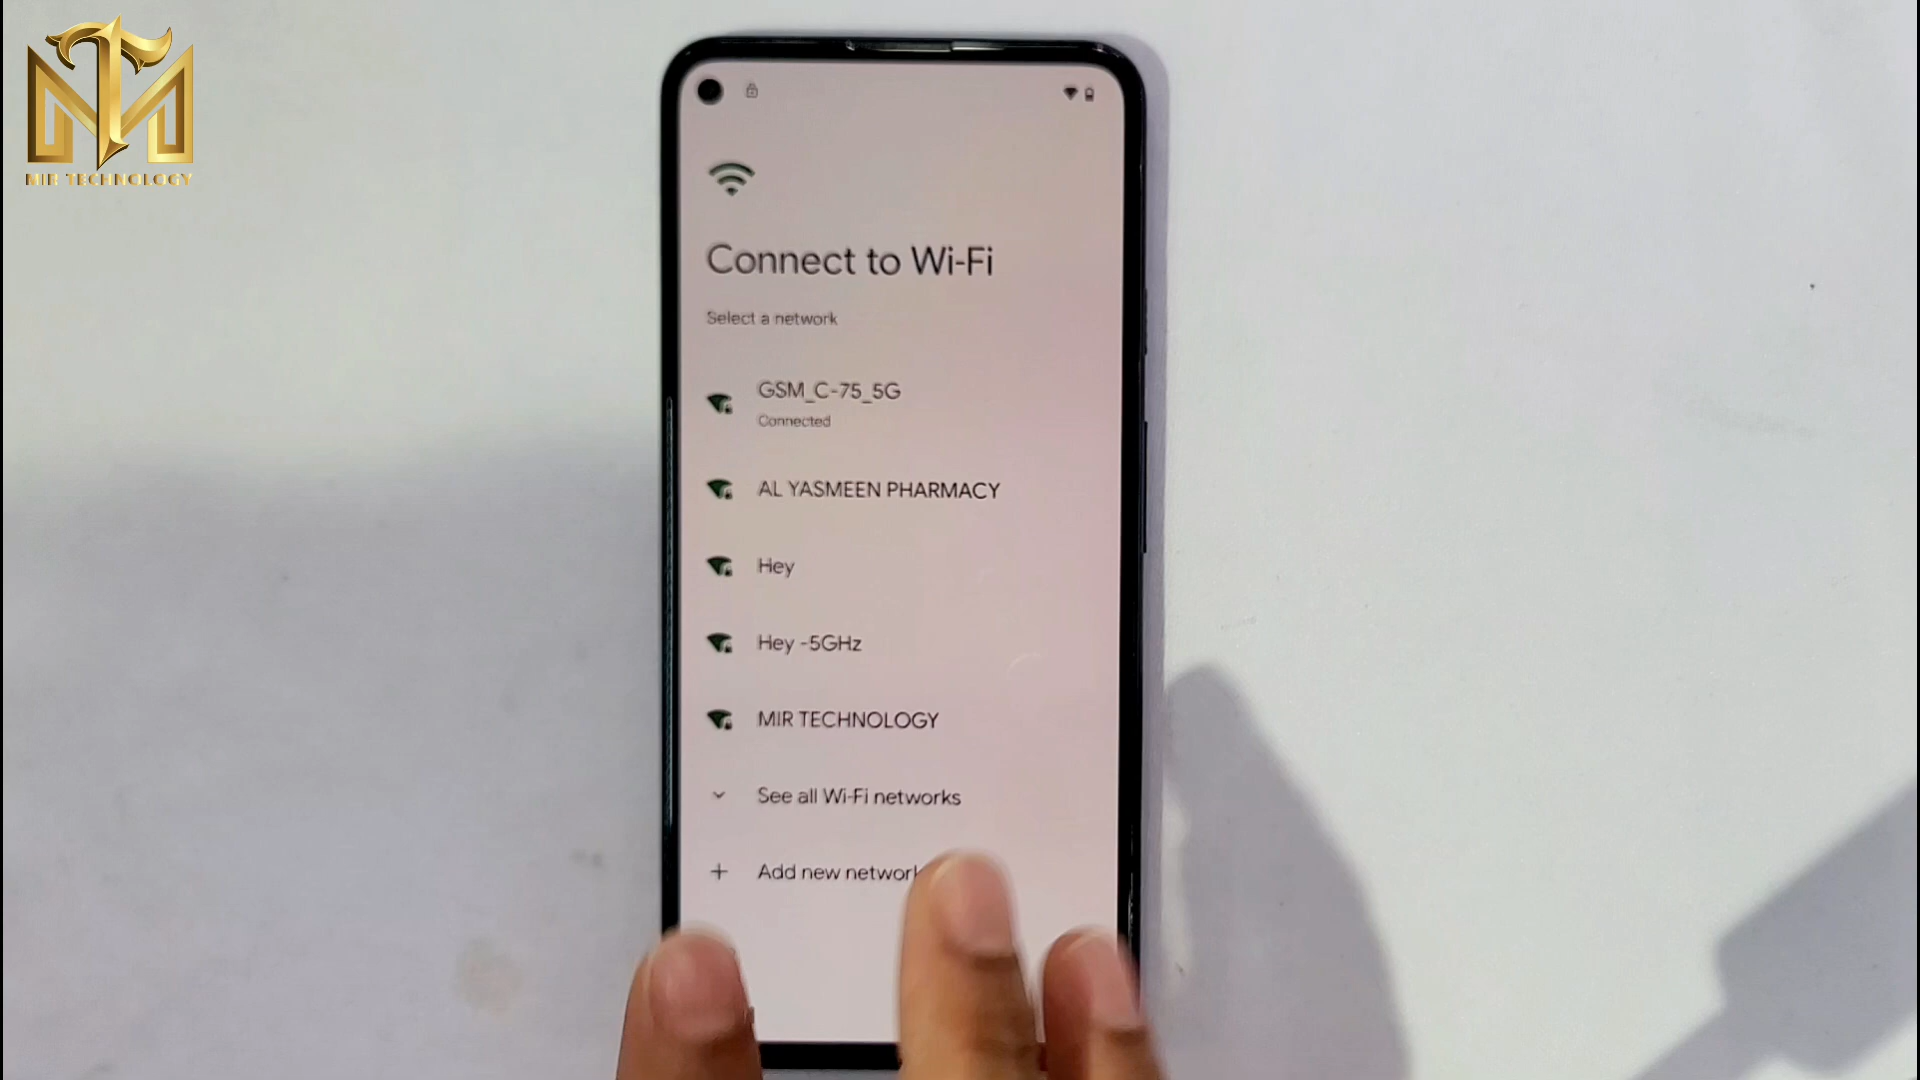 MIR TECHNOLOGY
Connect to Wi-Fi
Select a network
GSM_C-75_5G
Connected
AL YASMEEN PHARMACY
Hey
Hey -5GHz
MIR TECHNOLOGY
See all Wi-Fi networks
Add new network